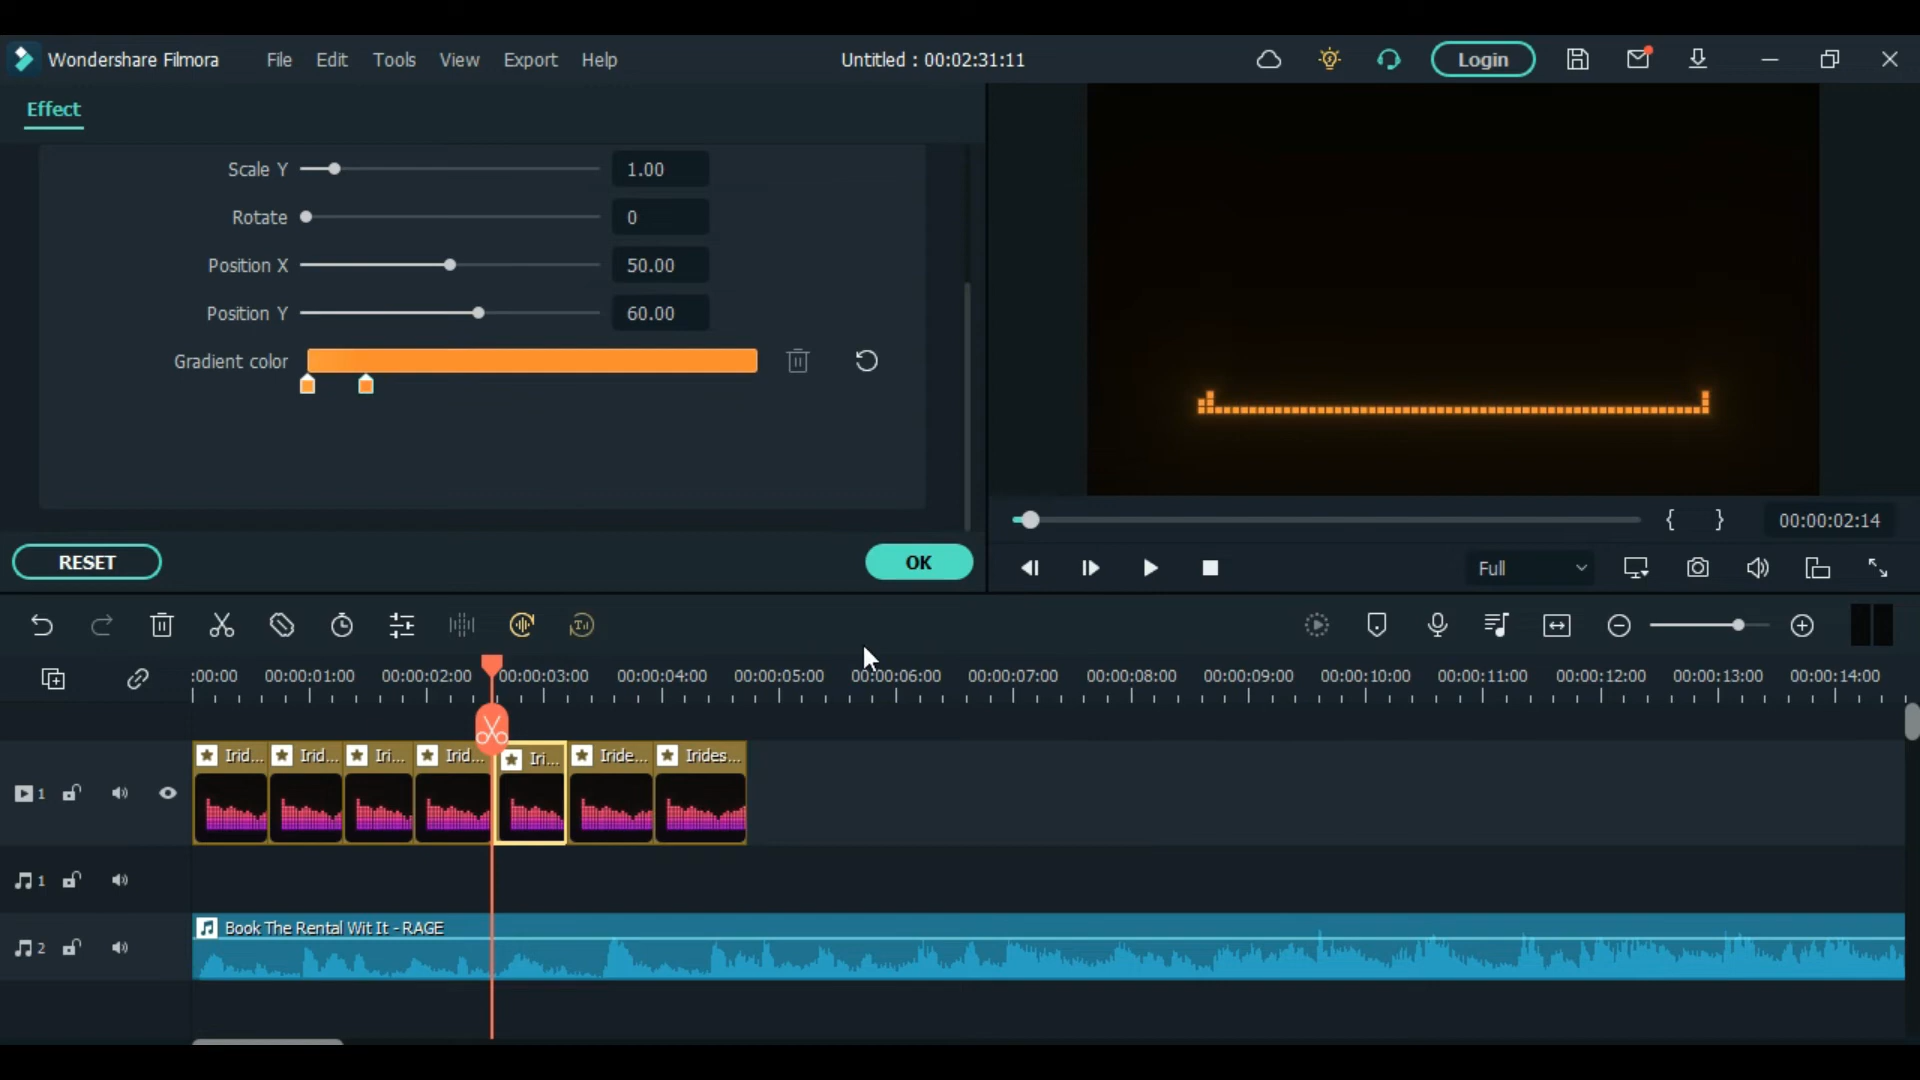 Wondershare Filmora File Edit Tools View Export Help Untitled : 00:02:31:11 Login
Effect
Scale Y 1.00
Rotate 0
Position X 50.00
Position Y 60.00
Gradient color
{ } 00:00:02:14
RESET OK
Full
:00:00 00:00:01:00 00:00:02:00 00:00:03:00 00:00:04:00 00:00:05:00 00:00:06:00 00:00:07:00 00:00:08:00 00:00:09:00 00:00:10:00 00:00:11:00 00:00:12:00 00:00:13:00 00:00:14:00
Irid... Irid... Iri... Irid... Iri... Iride... Irides...
1
1
Book The Rental Wit It - RAGE
2